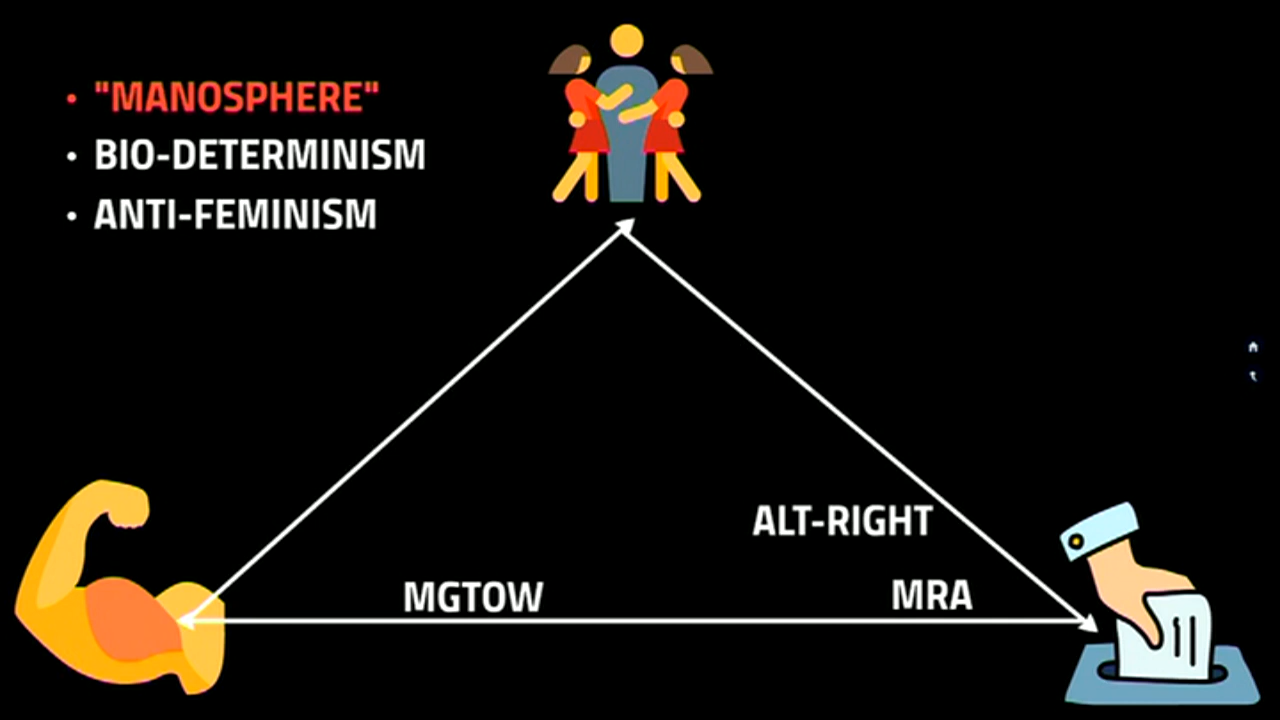 • "MANOSPHERE"
• BIO-DETERMINISM
• ANTI-FEMINISM
ALT-RIGHT
MGTOW
MRA